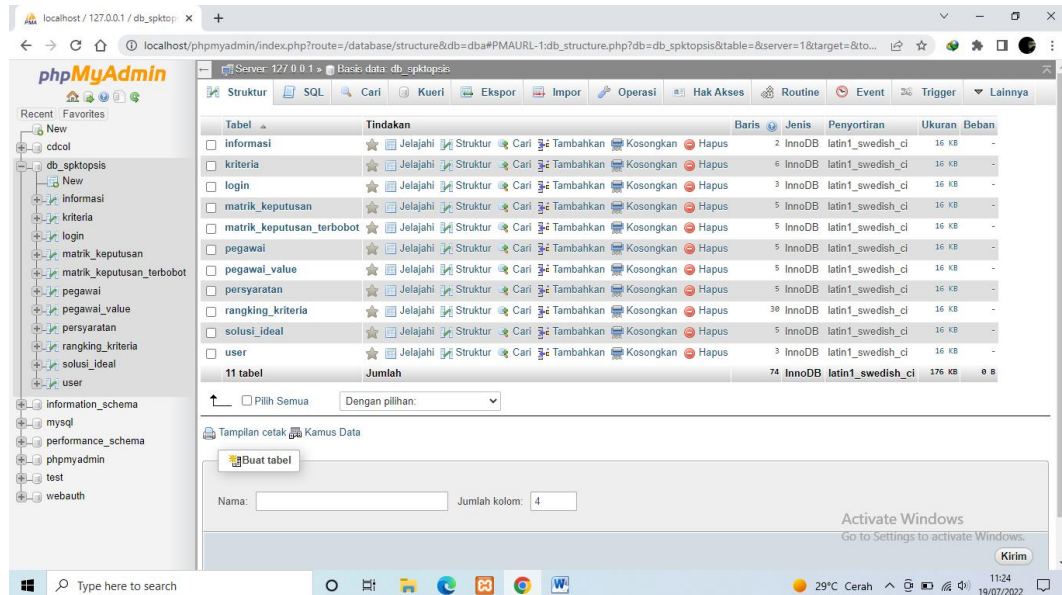 localhost / 127.0.0.1 / db_spktop
localhost/phpmyadmin/index.php?route=/database/structure&db=dba#PMAURL-1:db_structure.php?db=db_spktopsis&table=&server=1&target=&to...
phpMyAdmin
Recent Favorites
New
cdcol
db_spktopsis
New
informasi
kriteria
login
matrik_keputusan
matrik_keputusan_terbobot
pegawai
pegawai_value
persyaratan
rangking_kriteria
solusi_ideal
user
information_schema
mysql
performance_schema
phpmyadmin
test
webauth
Server: 127.0.0.1 » Basis data: db_spktopsis
Struktur SQL Cari Kueri Ekspor Impor Operasi Hak Akses Routine Event Trigger Lainnya
Tabel Tindakan Baris Jenis Penyortiran Ukuran Beban
informasi Jelajahi Struktur Cari Tambahkan Kosongkan Hapus 2 InnoDB latin1_swedish_ci 16 KB -
kriteria Jelajahi Struktur Cari Tambahkan Kosongkan Hapus 6 InnoDB latin1_swedish_ci 16 KB -
login Jelajahi Struktur Cari Tambahkan Kosongkan Hapus 3 InnoDB latin1_swedish_ci 16 KB -
matrik_keputusan Jelajahi Struktur Cari Tambahkan Kosongkan Hapus 5 InnoDB latin1_swedish_ci 16 KB -
matrik_keputusan_terbobot Jelajahi Struktur Cari Tambahkan Kosongkan Hapus 5 InnoDB latin1_swedish_ci 16 KB -
pegawai Jelajahi Struktur Cari Tambahkan Kosongkan Hapus 5 InnoDB latin1_swedish_ci 16 KB -
pegawai_value Jelajahi Struktur Cari Tambahkan Kosongkan Hapus 5 InnoDB latin1_swedish_ci 16 KB -
persyaratan Jelajahi Struktur Cari Tambahkan Kosongkan Hapus 5 InnoDB latin1_swedish_ci 16 KB -
rangking_kriteria Jelajahi Struktur Cari Tambahkan Kosongkan Hapus 30 InnoDB latin1_swedish_ci 16 KB -
solusi_ideal Jelajahi Struktur Cari Tambahkan Kosongkan Hapus 5 InnoDB latin1_swedish_ci 16 KB -
user Jelajahi Struktur Cari Tambahkan Kosongkan Hapus 3 InnoDB latin1_swedish_ci 16 KB -
11 tabel Jumlah 74 InnoDB latin1_swedish_ci 176 KB 0 B
Pilih Semua Dengan pilihan:
Tampilan cetak Kamus Data
Buat tabel
Nama: Jumlah kolom: 4
Activate Windows
Go to Settings to activate Windows.
Kirim
Type here to search
29°C Cerah
11:24
19/07/2022